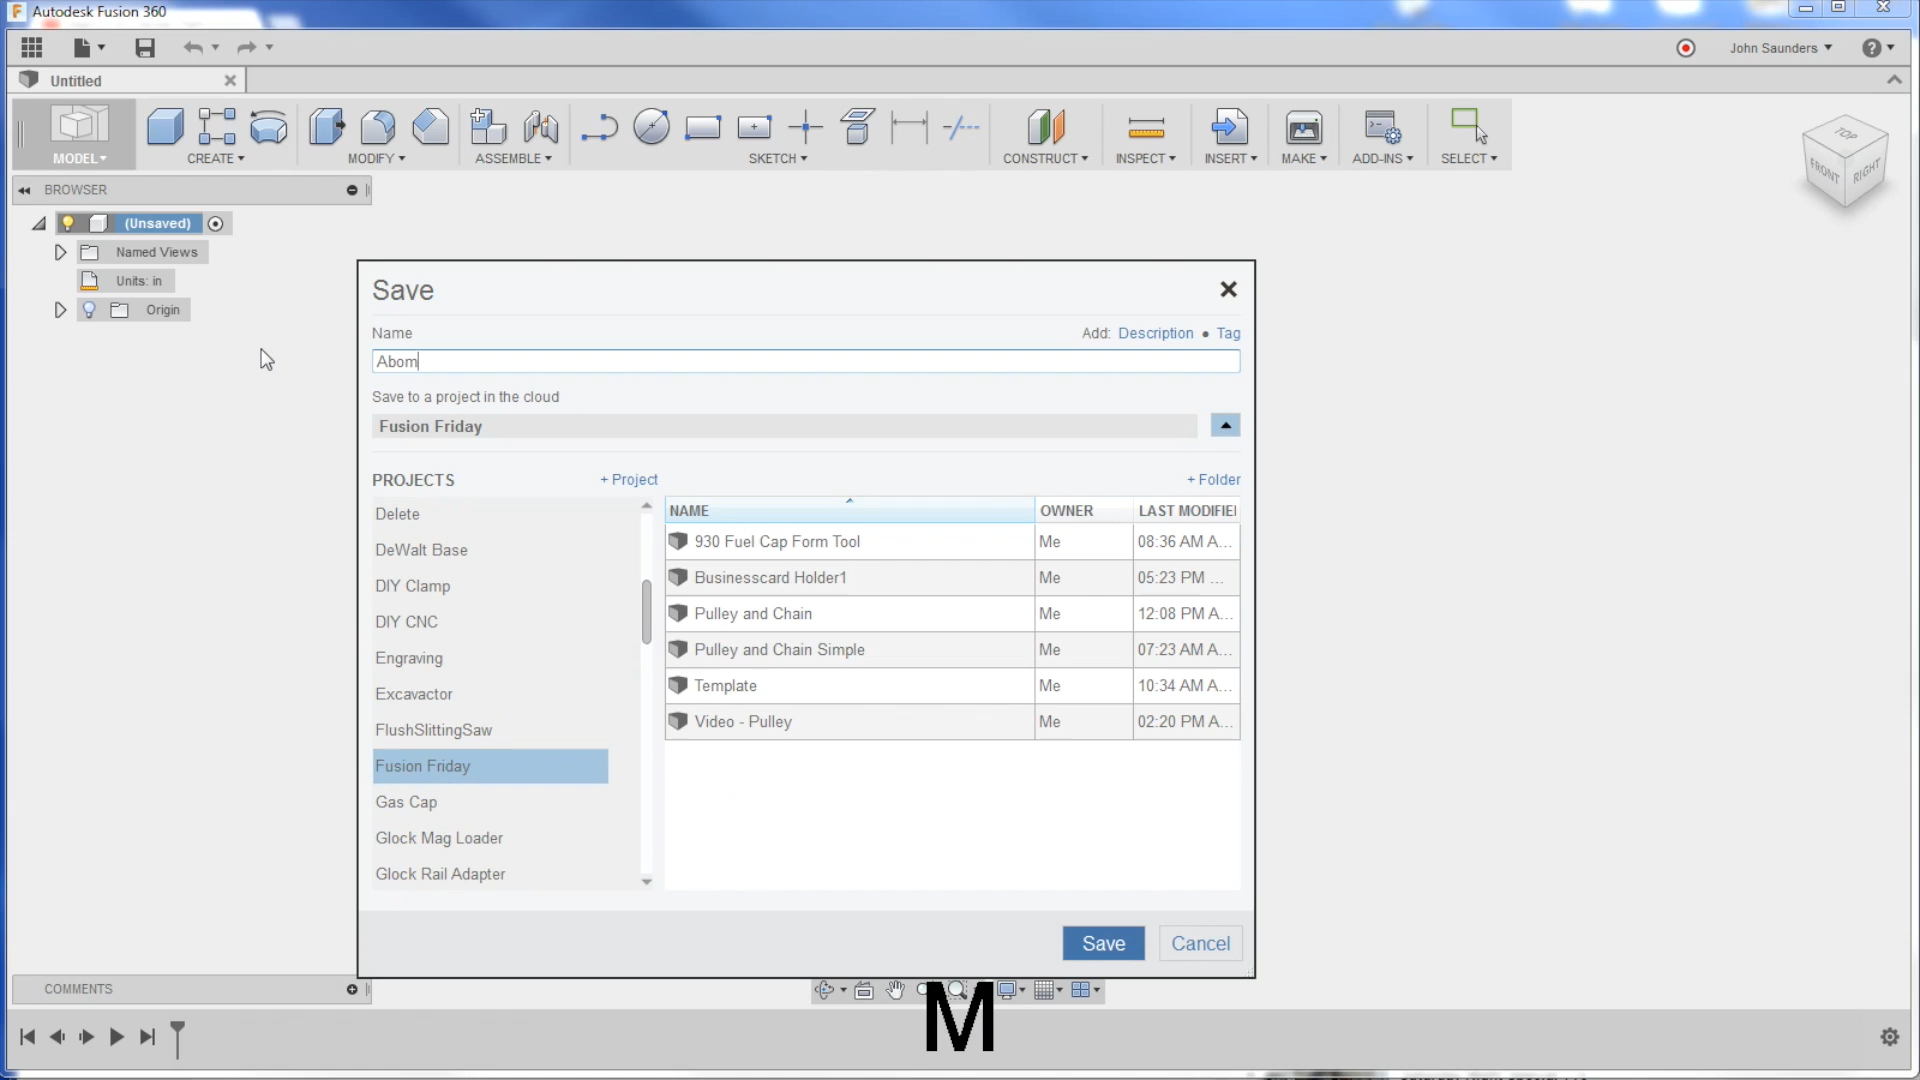 Autodesk Fusion 360
John Saunders
Untitled
MODEL
CREATE
MODIFY
ASSEMBLE
SKETCH
CONSTRUCT
INSPECT
INSERT
MAKE
ADD-INS
SELECT
TOP
FRONT
RIGHT
BROWSER
(Unsaved)
Named Views
Units: in
Origin
Save
Name
Add: Description • Tag
Abom
Save to a project in the cloud
Fusion Friday
PROJECTS
+ Project
+ Folder
Delete
DeWalt Base
DIY Clamp
DIY CNC
Engraving
Excavactor
FlushSlittingSaw
Fusion Friday
Gas Cap
Glock Mag Loader
Glock Rail Adapter
NAME OWNER LAST MODIFIE
930 Fuel Cap Form Tool Me 08:36 AM A...
Businesscard Holder1 Me 05:23 PM ...
Pulley and Chain Me 12:08 PM A...
Pulley and Chain Simple Me 07:23 AM A...
Template Me 10:34 AM A...
Video - Pulley Me 02:20 PM A...
Save
Cancel
COMMENTS
M